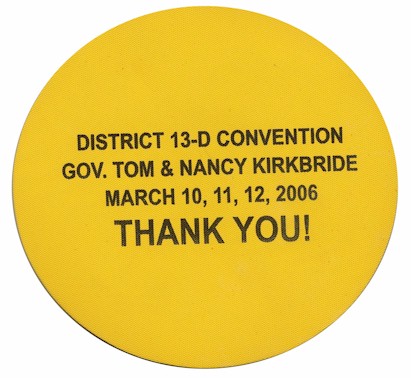 DISTRICT 13-D CONVENTION
GOV. TOM & NANCY KIRKBRIDE
MARCH 10, 11, 12, 2006
THANK YOU!